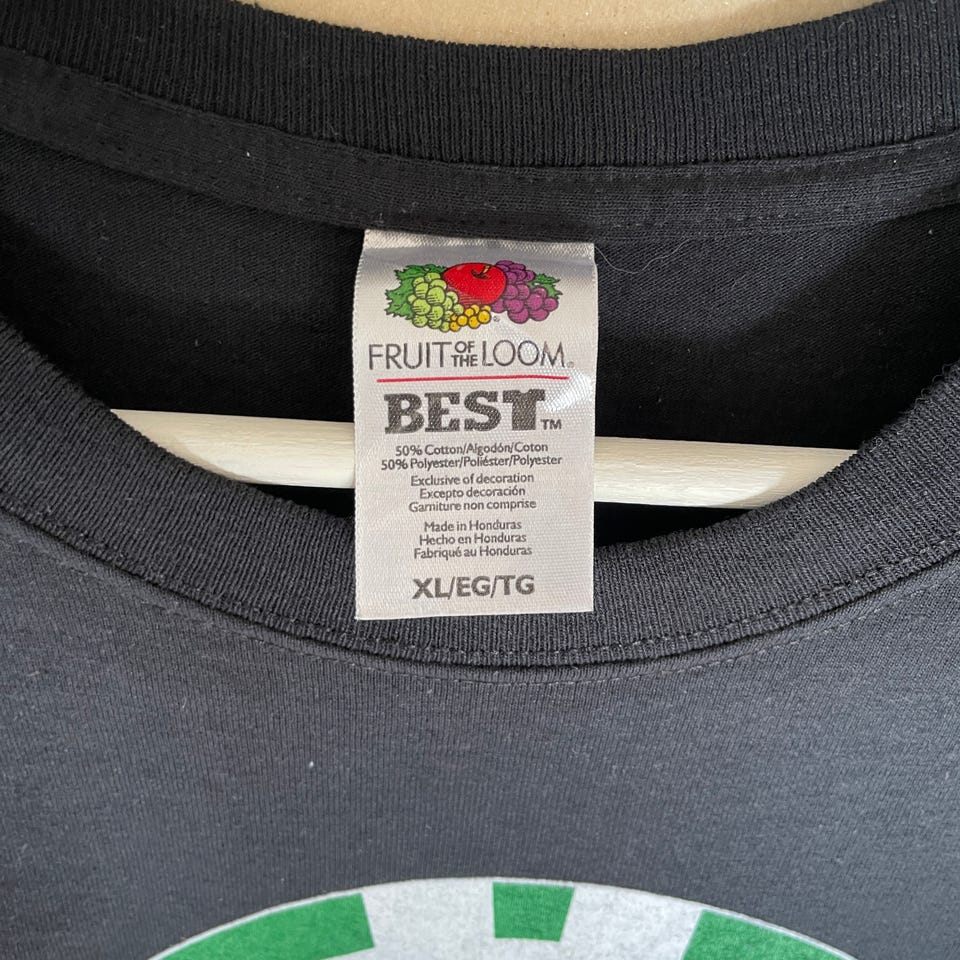 FRUIT OF THE LOOM®
BEST™
50% Cotton/Algodón/Coton
50% Polyester/Poliéster/Polyester
Exclusive of decoration
Excepto decoración
Garniture non comprise
Made in Honduras
Hecho en Honduras
Fabriqué au Honduras
XL/EG/TG